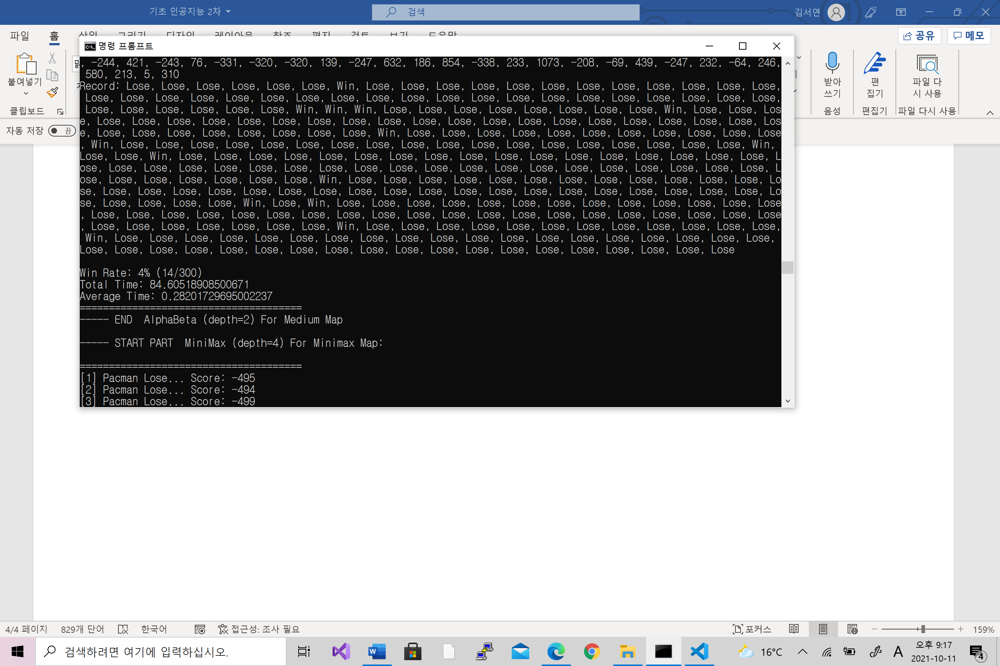 기초 인공지능 2차
검색
김서연
파일 홈 삽입 그리기 디자인 레이아웃 참조 편지 검토 보기 도움말
공유 메모
명령 프롬프트
붙여넣기
클립보드
받아
쓰기
음성
편
집기
편집기
파일 다
시 사용
파일 다시 사용
자동 저장 끔
, -244, 421, -243, 76, -331, -320, -320, 139, -247, 632, 186, 854, -338, 233, 1073, -208, -69, 439, -247, 232, -64, 246,
580, 213, 5, 310
Record: Lose, Lose, Lose, Lose, Lose, Lose, Win, Lose, Lose, Lose, Lose, Lose, Lose, Lose, Lose, Lose, Lose, Lose, Lose,
Lose, Lose, Lose, Lose, Lose, Lose, Lose, Lose, Lose, Lose, Lose, Lose, Lose, Lose, Lose, Lose, Lose, Lose, Lose, Lose,
Lose, Lose, Lose, Lose, Lose, Lose, Win, Win, Win, Lose, Lose, Lose, Lose, Lose, Lose, Lose, Lose, Win, Lose, Lose, Los
e, Lose, Lose, Lose, Lose, Lose, Lose, Lose, Lose, Lose, Lose, Lose, Lose, Lose, Lose, Lose, Lose, Lose, Lose, Lose, Los
e, Lose, Lose, Lose, Lose, Lose, Lose, Lose, Lose, Win, Lose, Lose, Lose, Lose, Lose, Lose, Lose, Lose, Lose, Lose, Lose
, Win, Lose, Lose, Lose, Lose, Lose, Lose, Lose, Lose, Lose, Lose, Lose, Lose, Lose, Lose, Lose, Lose, Lose, Lose, Win,
Lose, Lose, Win, Lose, Lose, Lose, Lose, Lose, Lose, Lose, Lose, Lose, Lose, Lose, Lose, Lose, Lose, Lose, Lose, Lose, L
ose, Lose, Lose, Lose, Lose, Lose, Lose, Lose, Lose, Lose, Lose, Lose, Lose, Lose, Lose, Lose, Lose, Lose, Lose, Lose, L
ose, Lose, Lose, Lose, Lose, Lose, Lose, Win, Lose, Lose, Lose, Lose, Lose, Lose, Lose, Lose, Lose, Lose, Lose, Lose, Lo
se, Lose, Lose, Lose, Lose, Lose, Lose, Lose, Lose, Lose, Lose, Lose, Lose, Lose, Lose, Lose, Lose, Lose, Lose, Lose, Lo
se, Lose, Lose, Lose, Lose, Win, Lose, Win, Lose, Lose, Lose, Lose, Lose, Lose, Lose, Lose, Lose, Lose, Lose, Lose, Lose
, Lose, Lose, Lose, Lose, Lose, Lose, Lose, Lose, Lose, Lose, Lose, Lose, Lose, Lose, Lose, Lose, Lose, Lose, Lose, Lose
, Lose, Lose, Lose, Lose, Lose, Lose, Lose, Win, Lose, Lose, Lose, Lose, Lose, Lose, Lose, Lose, Lose, Lose, Lose, Lose,
Win, Lose, Lose, Lose, Lose, Lose, Lose, Lose, Lose, Lose, Lose, Lose, Lose, Lose, Lose, Lose, Lose, Lose, Lose, Lose,
Lose, Lose, Lose, Lose, Lose, Lose, Lose, Lose, Lose, Lose, Lose, Lose, Lose, Lose, Lose, Lose, Lose, Lose, Lose
Win Rate: 4% (14/300)
Total Time: 84.60518908500671
Average Time: 0.28201729695002237
======================================
----- END  AlphaBeta (depth=2) For Medium Map
----- START PART  MiniMax (depth=4) For Minimax Map:
======================================
[1] Pacman Lose... Score: -495
[2] Pacman Lose... Score: -494
[3] Pacman Lose... Score: -499
4/4 페이지 829개 단어 한국어 접근성: 조사 필요 포커스 159%
검색하려면 여기에 입력하십시오.
16°C A
오후 9:17
2021-10-11
4